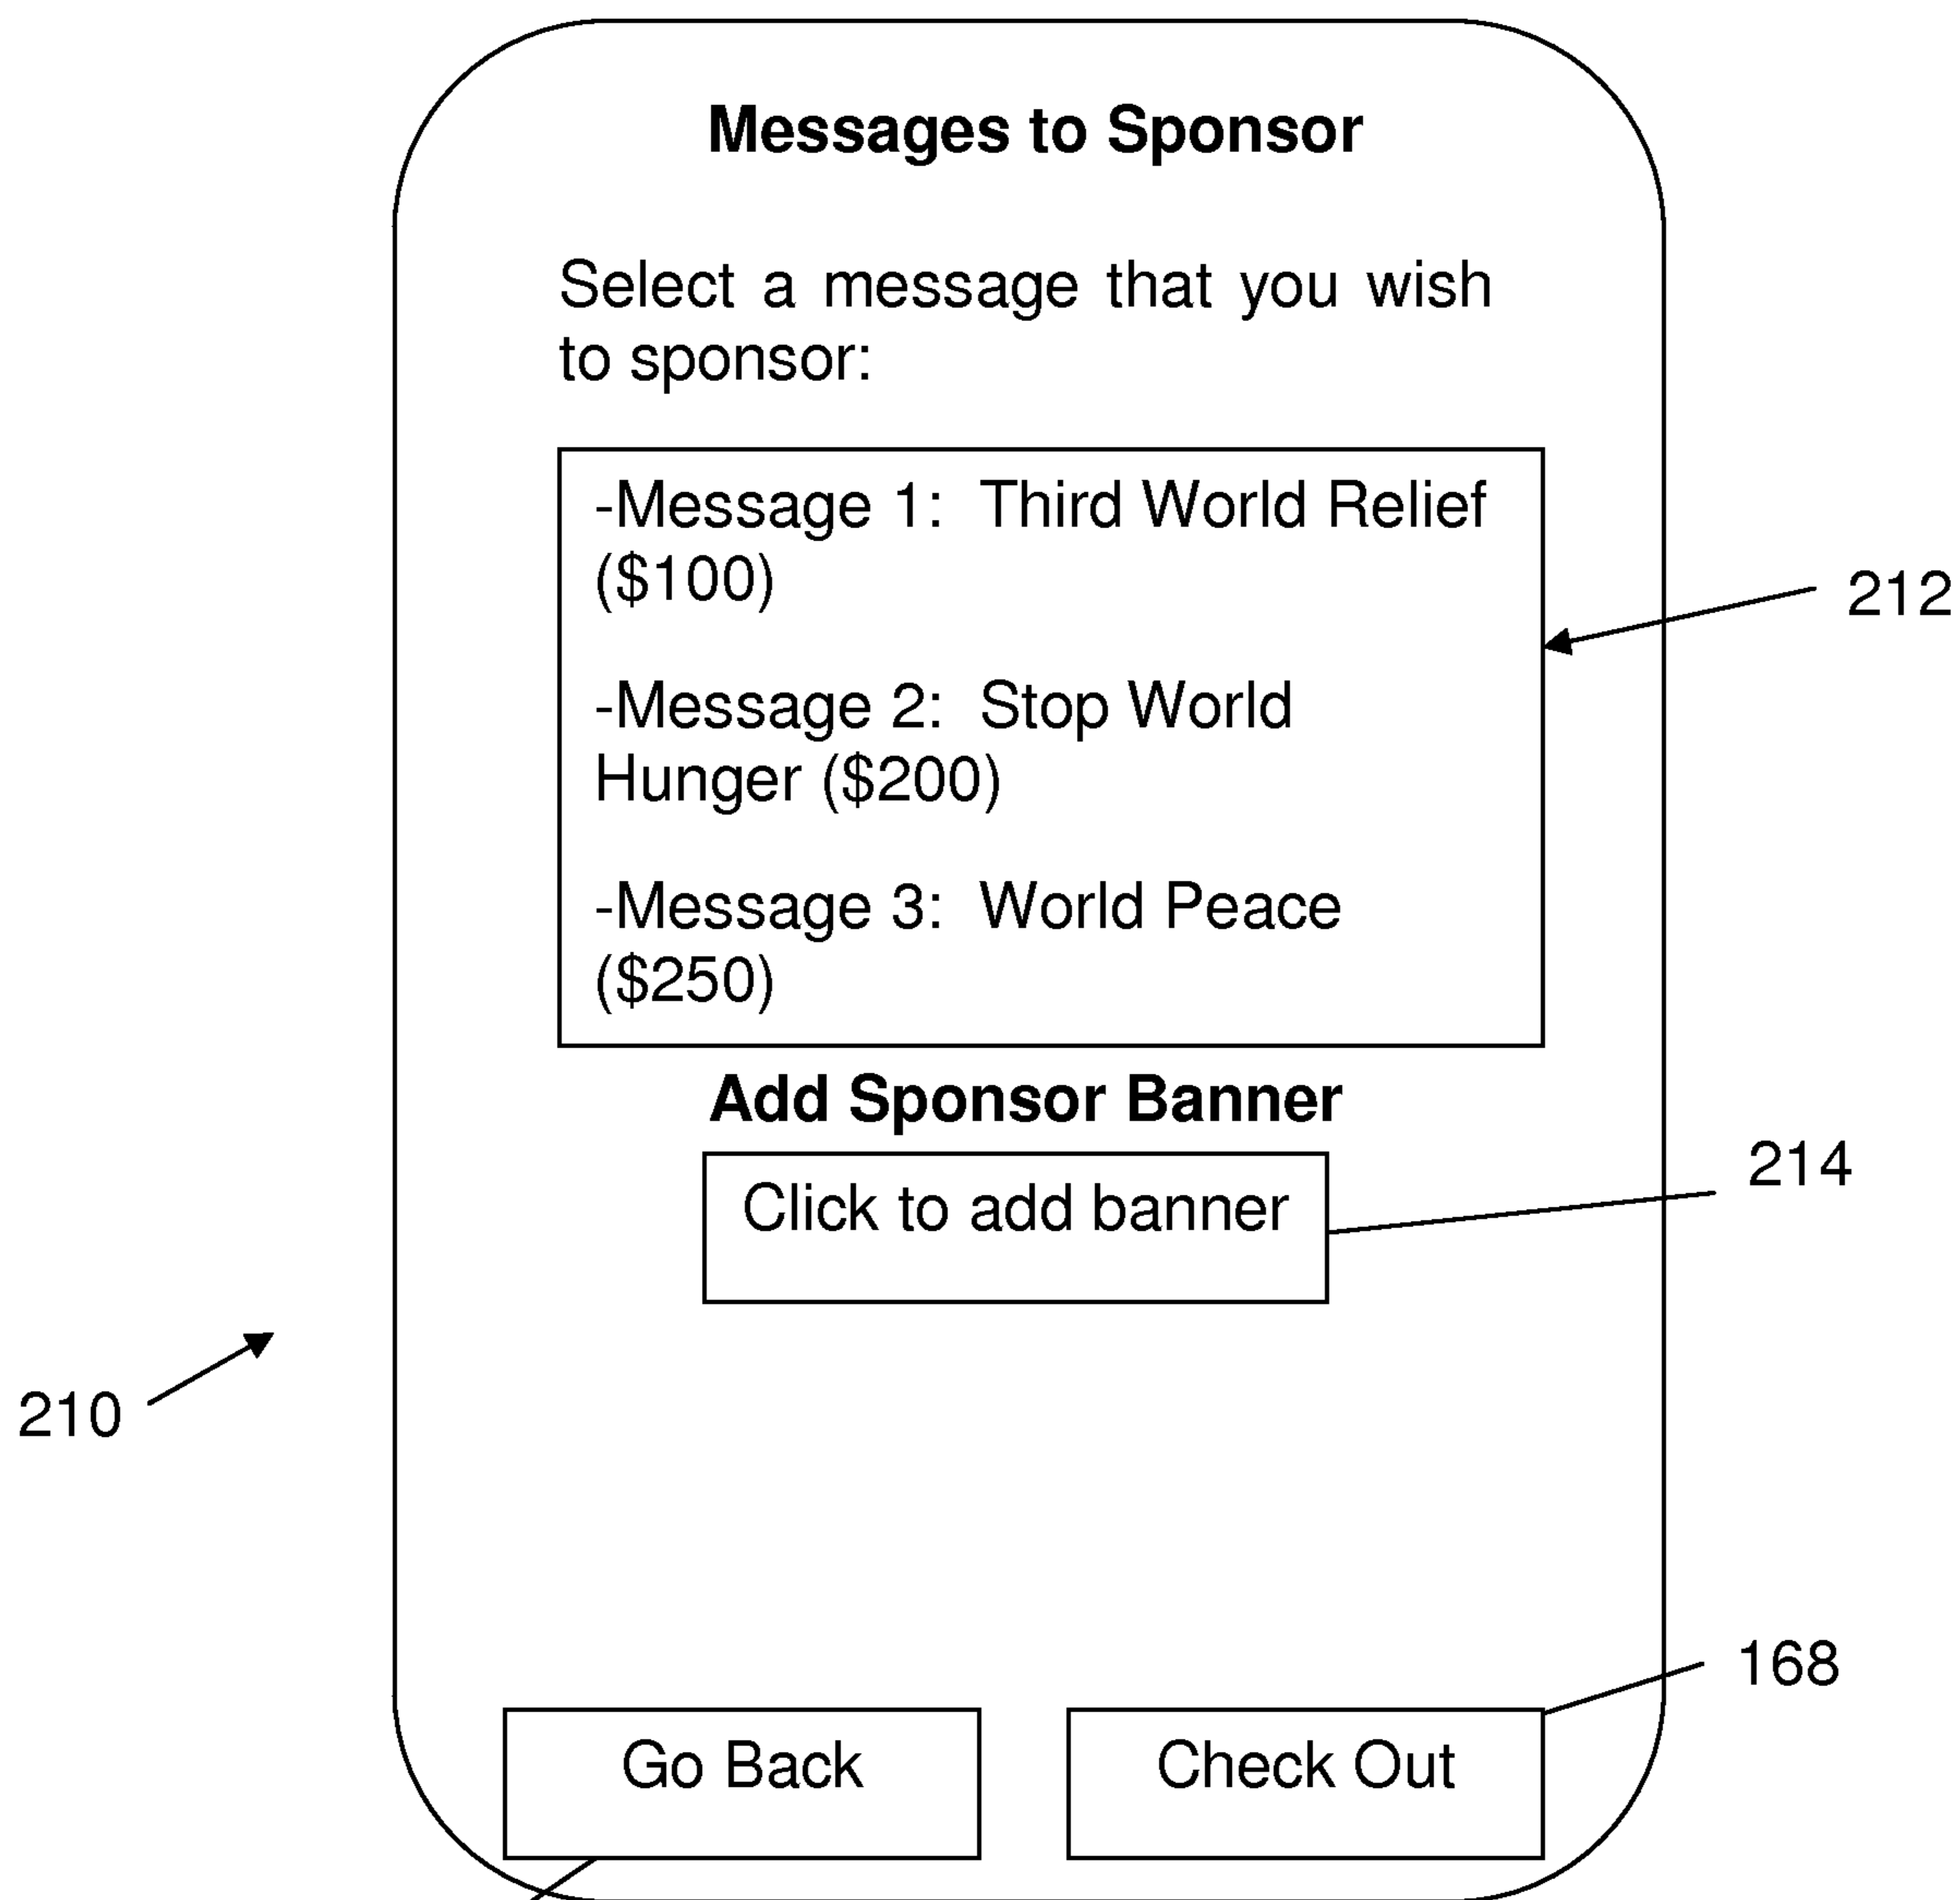 Messages to Sponsor
Select a message that you wish
to sponsor:
-Message 1:  Third World Relief
($100)
-Message 2:  Stop World
Hunger ($200)
-Message 3:  World Peace
($250)
212
Add Sponsor Banner
Click to add banner
214
210
168
Go Back
Check Out